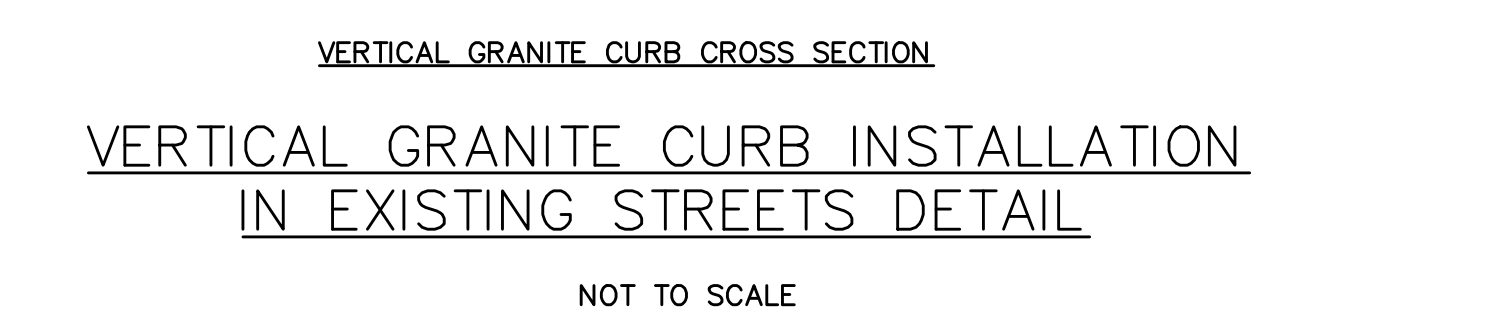 VERTICAL GRANITE CURB CROSS SECTION
VERTICAL GRANITE CURB INSTALLATION
IN EXISTING STREETS DETAIL
NOT TO SCALE